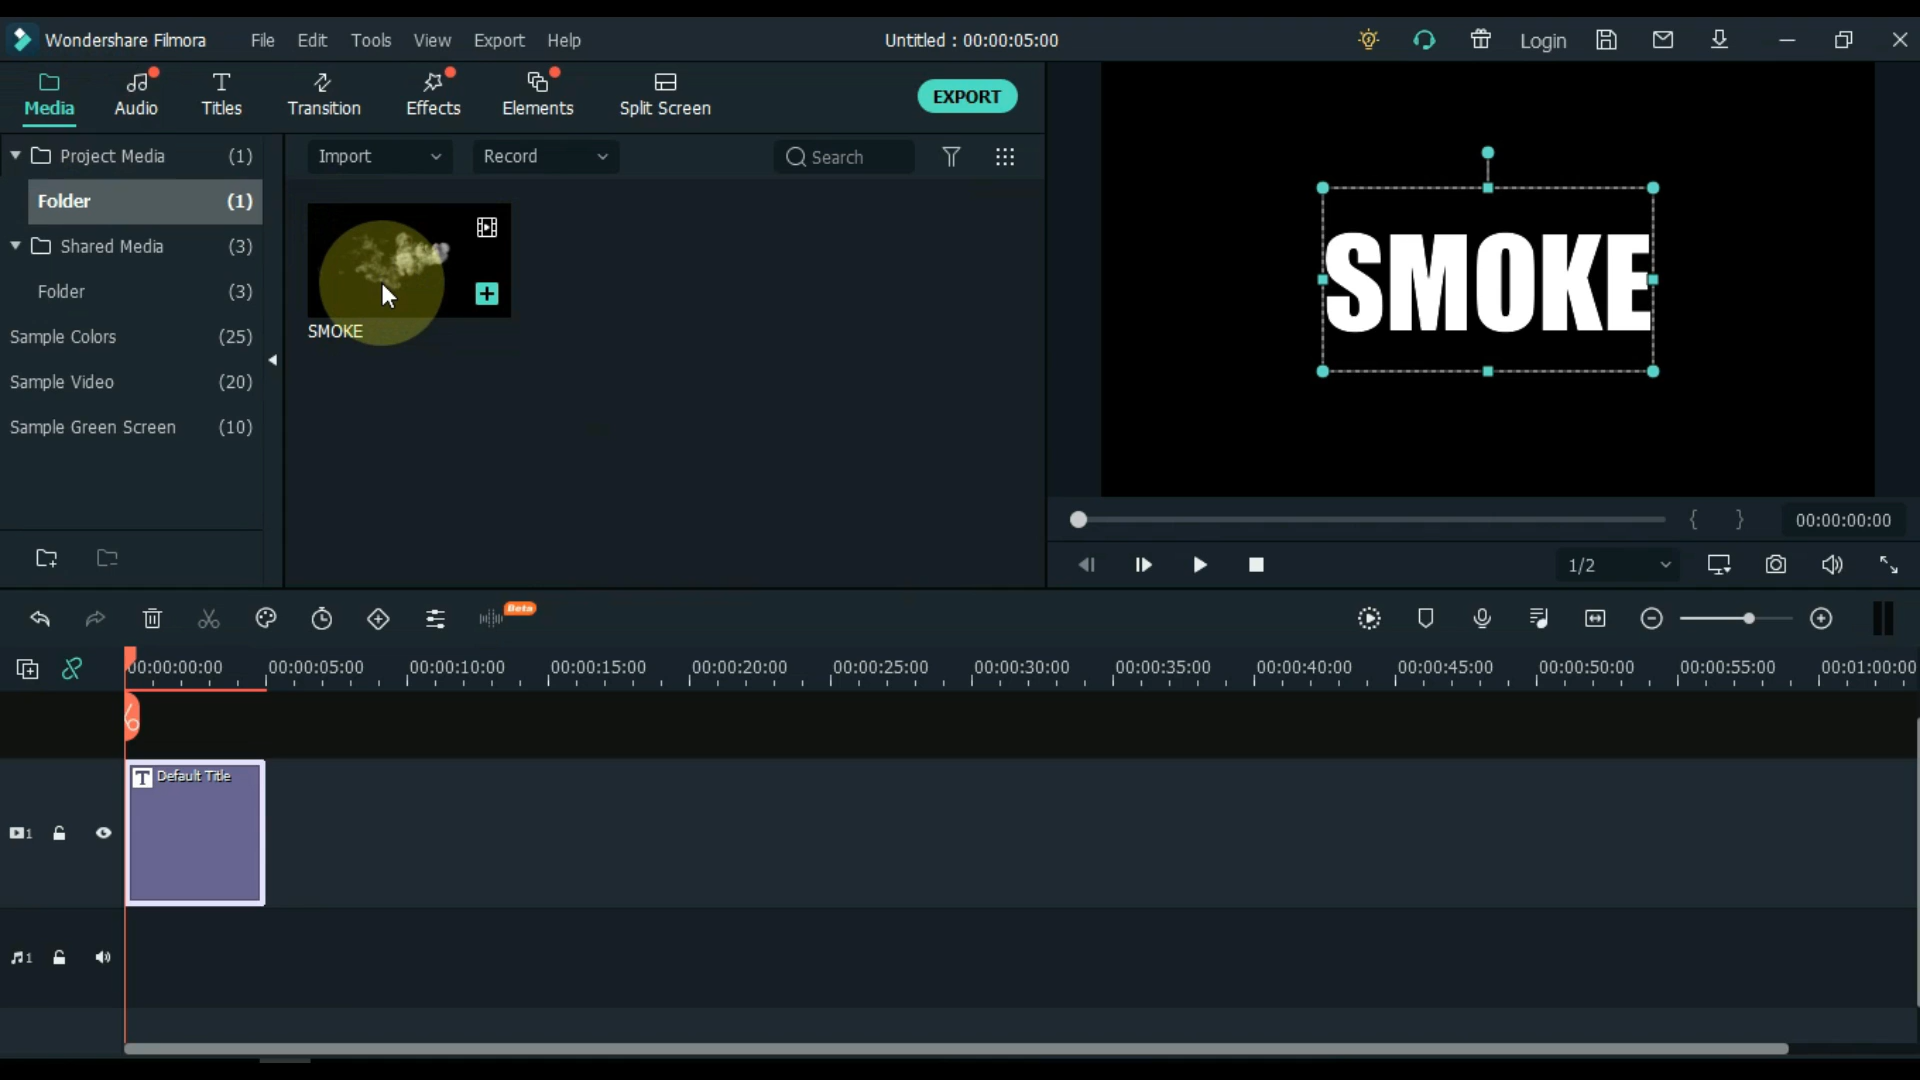 Wondershare Filmora File Edit Tools View Export Help Untitled : 00:00:05:00 Login
Media Audio Titles Transition Effects Elements Split Screen EXPORT
Project Media (1) Import Record Search
Folder (1)
Shared Media (3)
Folder (3)
Sample Colors (25)
Sample Video (20)
Sample Green Screen (10)
SMOKE
SMOKE
{ } 00:00:00:00
1/2
Beta
00:00:00:00 00:00:05:00 00:00:10:00 00:00:15:00 00:00:20:00 00:00:25:00 00:00:30:00 00:00:35:00 00:00:40:00 00:00:45:00 00:00:50:00 00:00:55:00 00:01:00:00
T Default Title
1
1